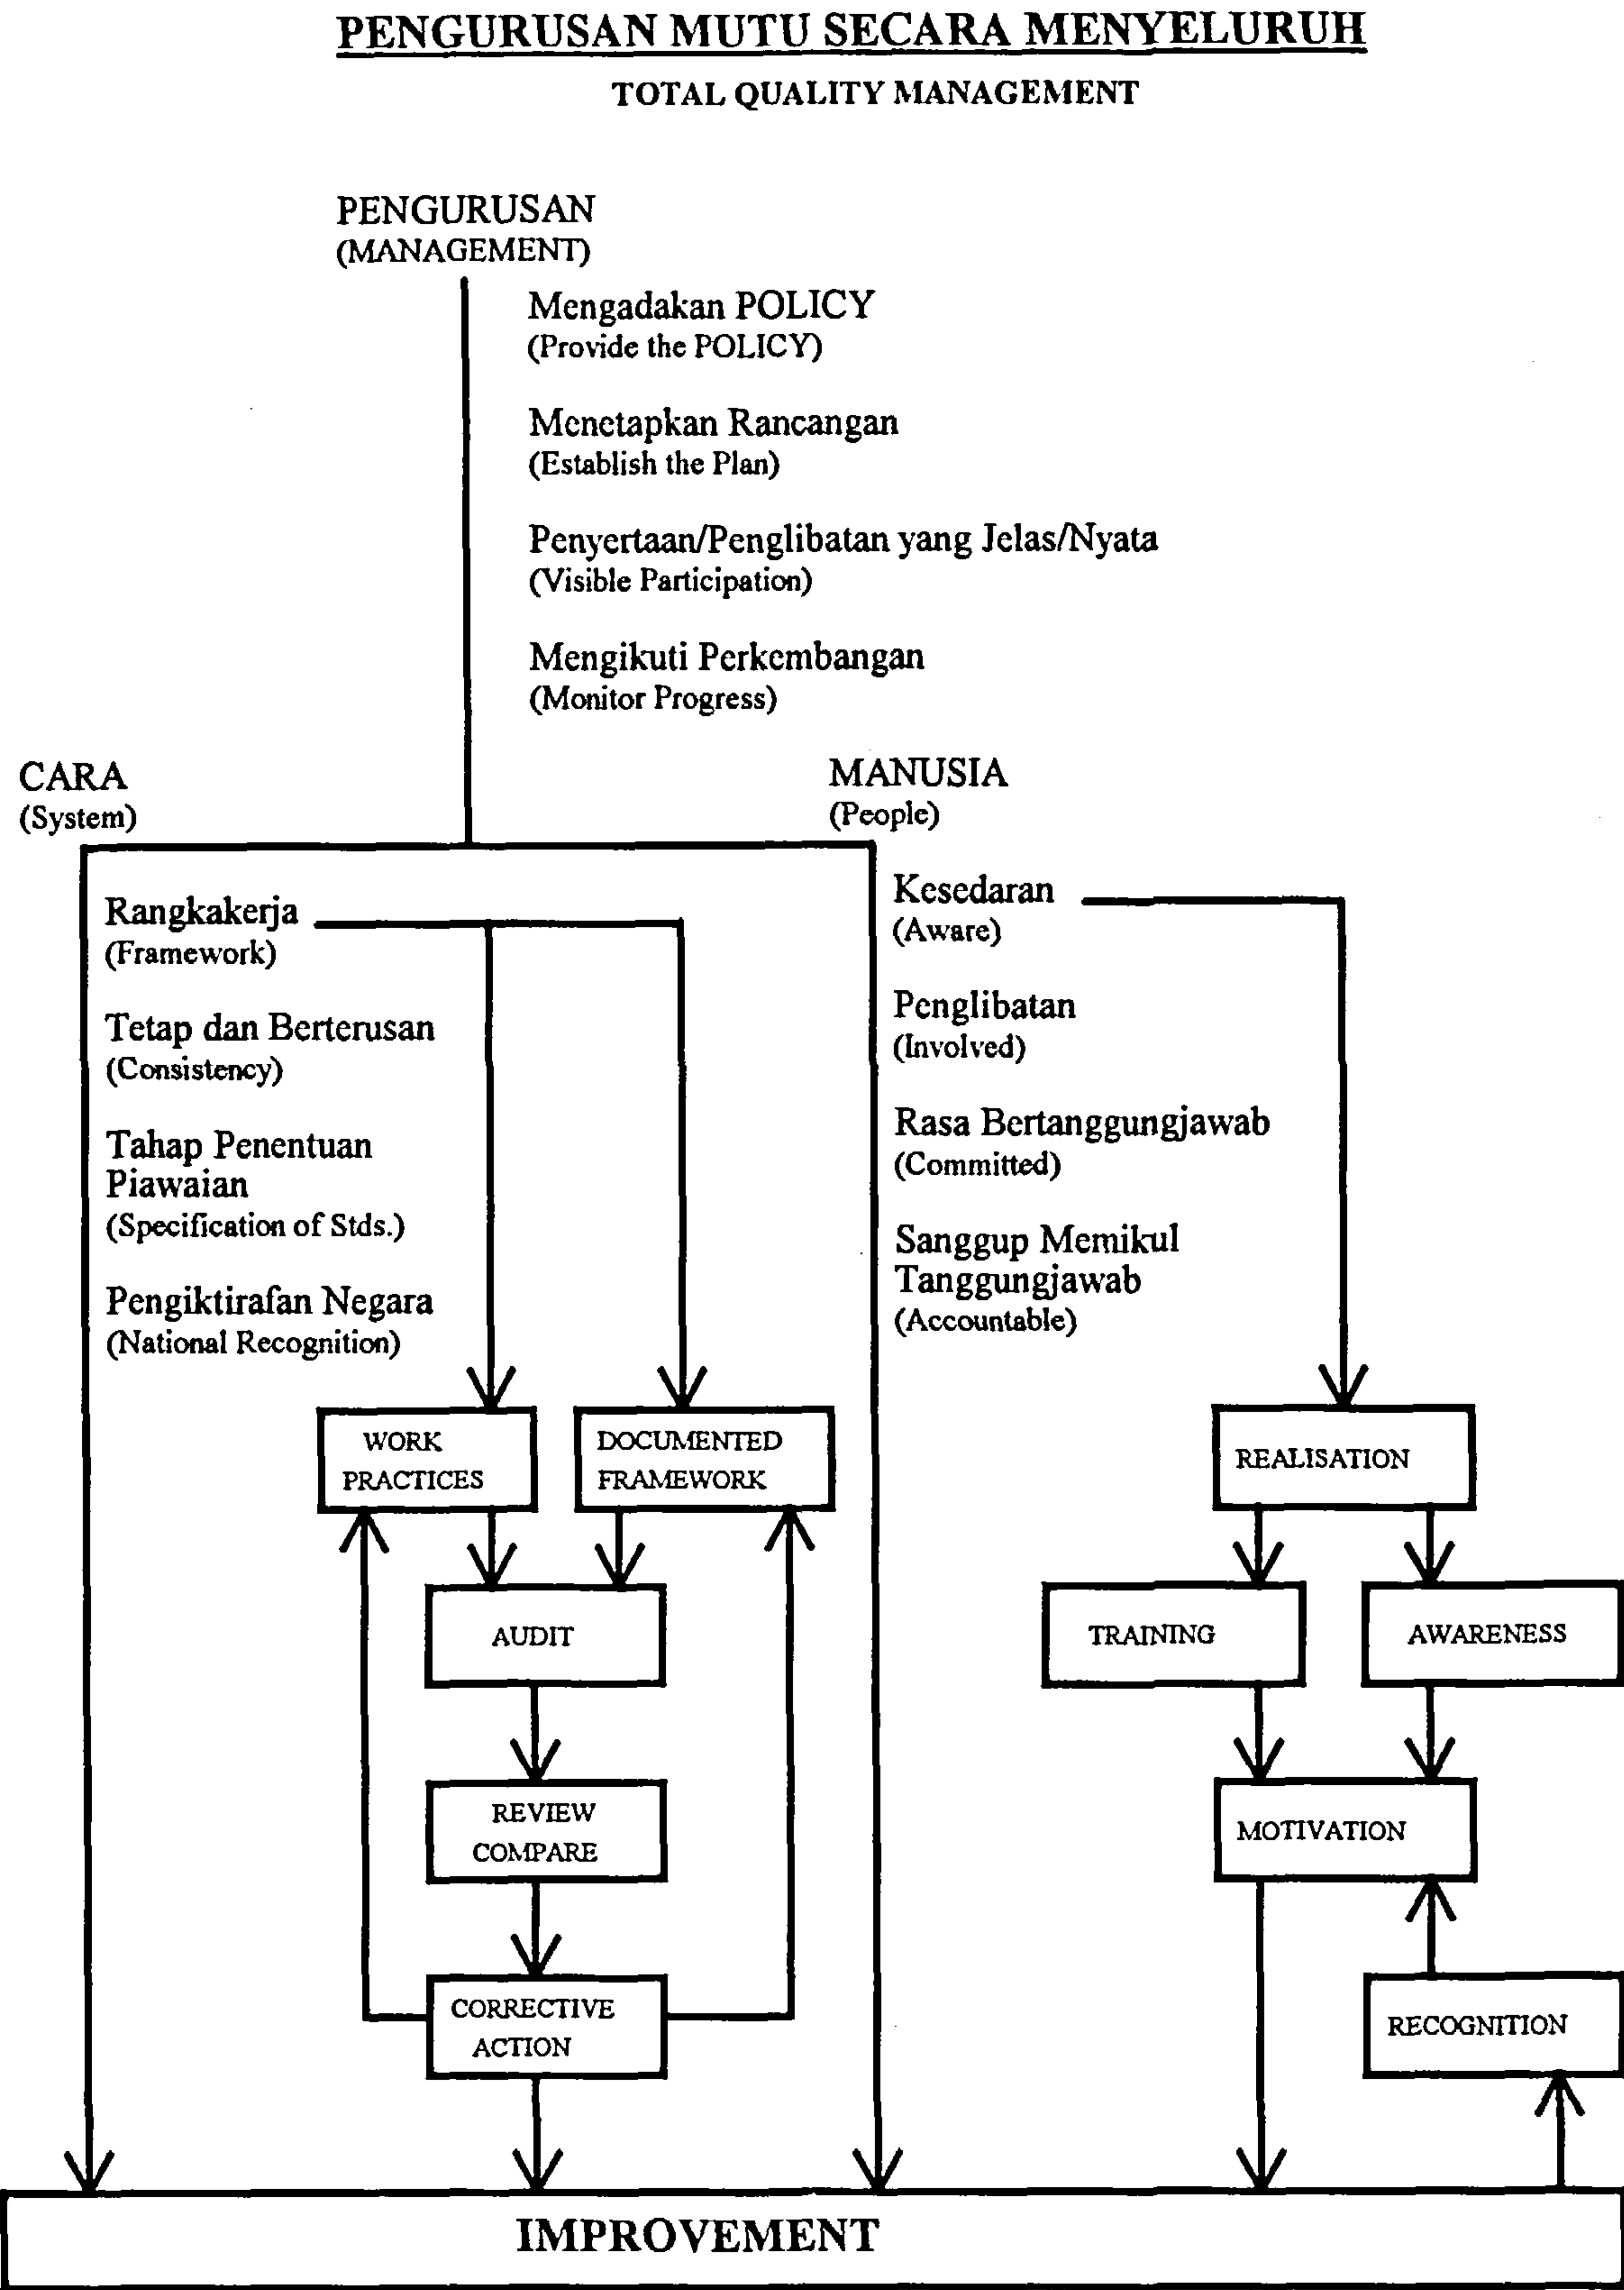 PENGURUSAN MUTU SECARA MENYELURUH
TOTAL QUALITY MANAGEMENT
PENGURUSAN
(MANAGEMENT)
Mengadakan POLICY
(Provide the POLICY)
Menetapkan Rancangan
(Establish the Plan)
Penyertaan/Penglibatan yang Jelas/Nyata
(Visible Participation)
Mengikuti Perkembangan
(Monitor Progress)
CARA
(System)
MANUSIA
(People)
Rangkakerja
(Framework)
Tetap dan Berterusan
(Consistency)
Tahap Penentuan
Piawaian
(Specification of Stds.)
Pengiktirafan Negara
(National Recognition)
Kesedaran
(Aware)
Penglibatan
(Involved)
Rasa Bertanggungjawab
(Committed)
Sanggup Memikul
Tanggungjawab
(Accountable)
WORK
PRACTICES
DOCUMENTED
FRAMEWORK
AUDIT
REVIEW
COMPARE
CORRECTIVE
ACTION
REALISATION
TRAINING
AWARENESS
MOTIVATION
RECOGNITION
IMPROVEMENT